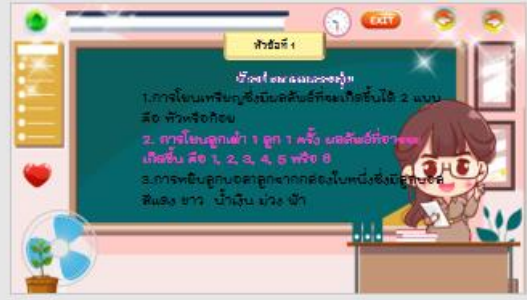 EXIT
หัวข้อที่ 1
1.การโยนเหรียญซึ่งมีผลลัพธ์ที่จะเกิดขึ้นได้ 2 แบบ
คือ หัวหรือก้อย
2. การโยนลูกเต๋า 1 ลูก 1 ครั้ง ผลลัพธ์ที่อาจจะ
เกิดขึ้น คือ 1, 2, 3, 4, 5 หรือ 6
3.การหยิบลูกบอลลูกจากกล่องใบหนึ่งซึ่งมีลูกบอล
สีแดง ขาว น้ำเงิน ม่วง ฟ้า